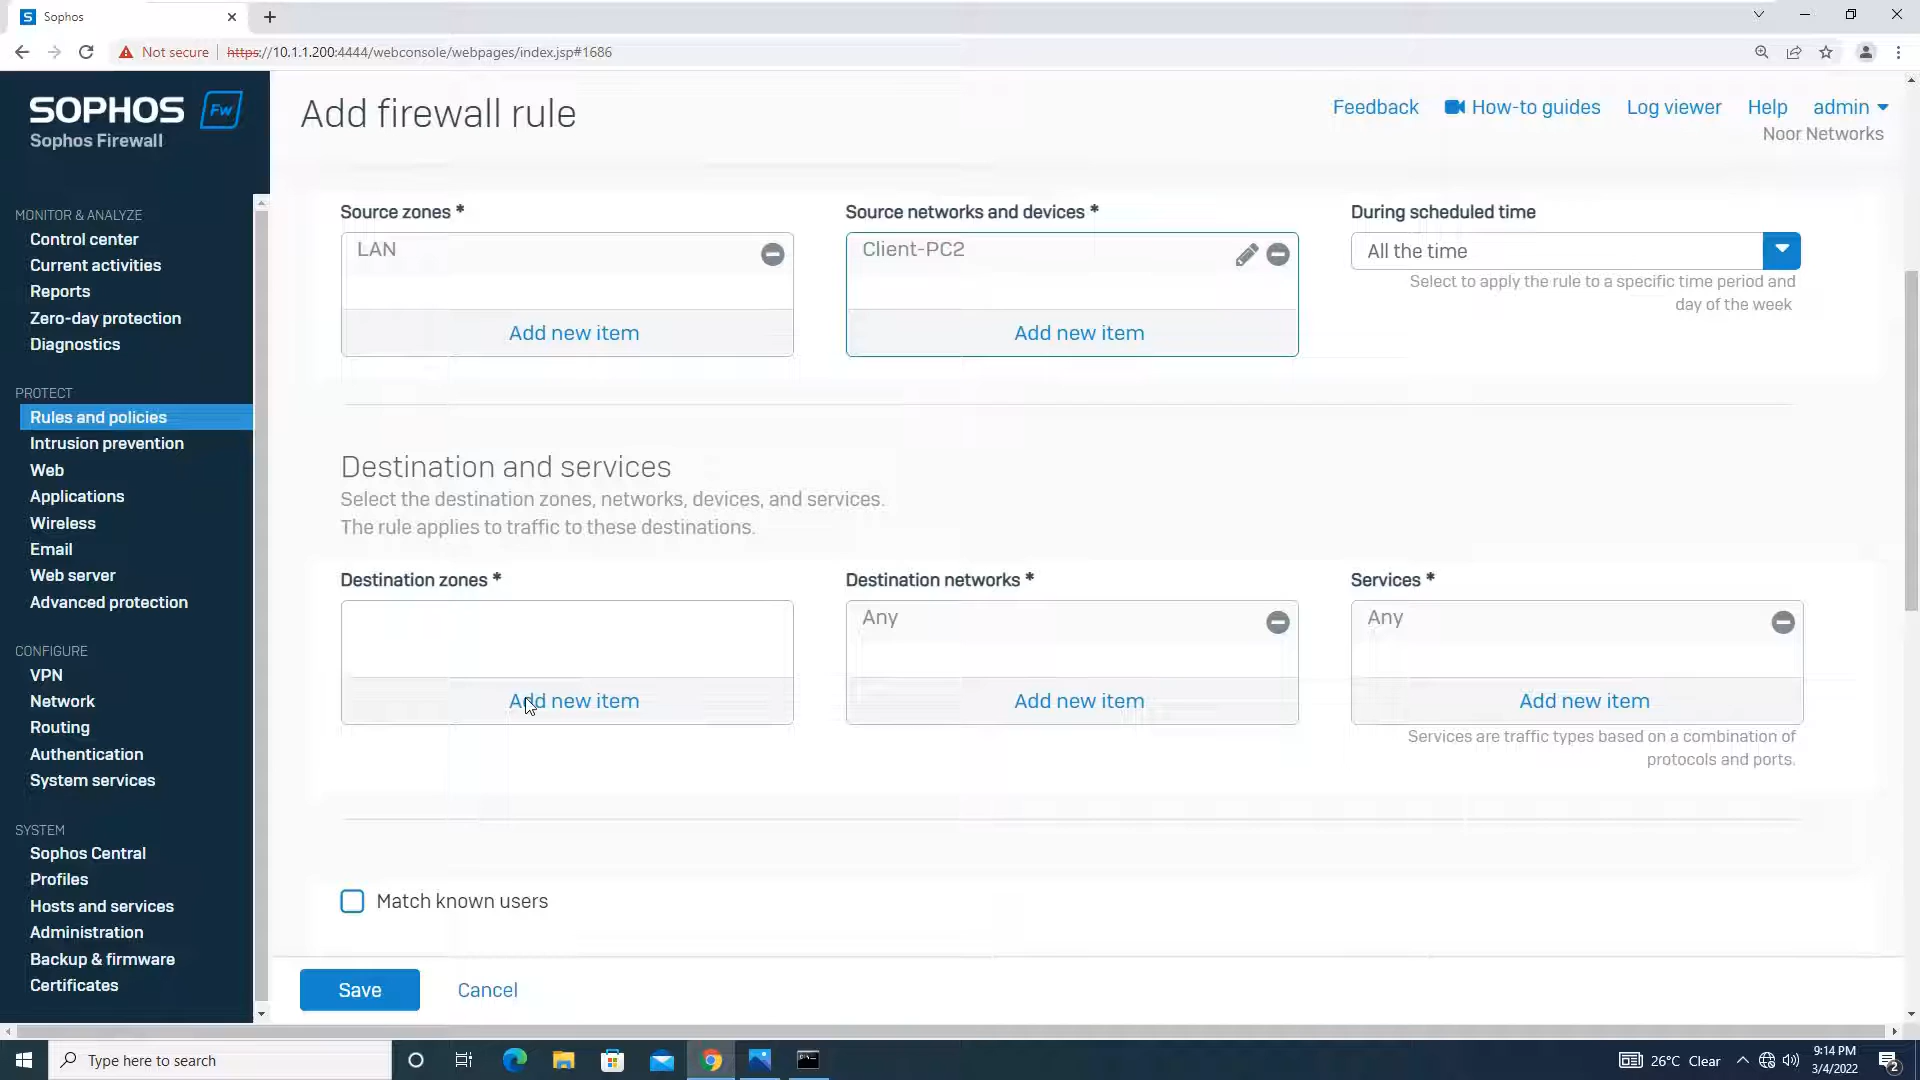 Sophos
Not secure
https://10.1.1.200:4444/webconsole/webpages/index.jsp#1686
SOPHOS Fw
Sophos Firewall
MONITOR & ANALYZE
Control center
Current activities
Reports
Zero-day protection
Diagnostics
PROTECT
Rules and policies
Intrusion prevention
Web
Applications
Wireless
Email
Web server
Advanced protection
CONFIGURE
VPN
Network
Routing
Authentication
System services
SYSTEM
Sophos Central
Profiles
Hosts and services
Administration
Backup & firmware
Certificates
Add firewall rule
Feedback
How-to guides
Log viewer
Help
admin
Noor Networks
Source zones *
LAN
Add new item
Source networks and devices *
Client-PC2
Add new item
During scheduled time
All the time
Select to apply the rule to a specific time period and
day of the week
Destination and services
Select the destination zones, networks, devices, and services.
The rule applies to traffic to these destinations.
Destination zones *
Add new item
Destination networks *
Any
Add new item
Services *
Any
Add new item
Services are traffic types based on a combination of
protocols and ports.
Match known users
Save
Cancel
Type here to search
26°C Clear
9:14 PM
3/4/2022
2